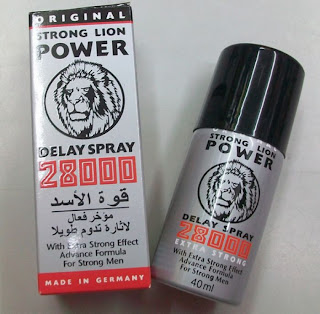 ORIGINAL
STRONG LION
POWER
DELAY SPRAY
28000
قوة الأسد
مؤخر فعال
لاثارة تدوم طويلا
With Extra Strong Effect
Advance Formula
For Strong Men
MADE IN GERMANY
STRONG LION
POWER
DELAY SPRAY
28000
EXTRA STRONG
With Extra Strong Effect
Advance Formula
For Strong Men
40ml